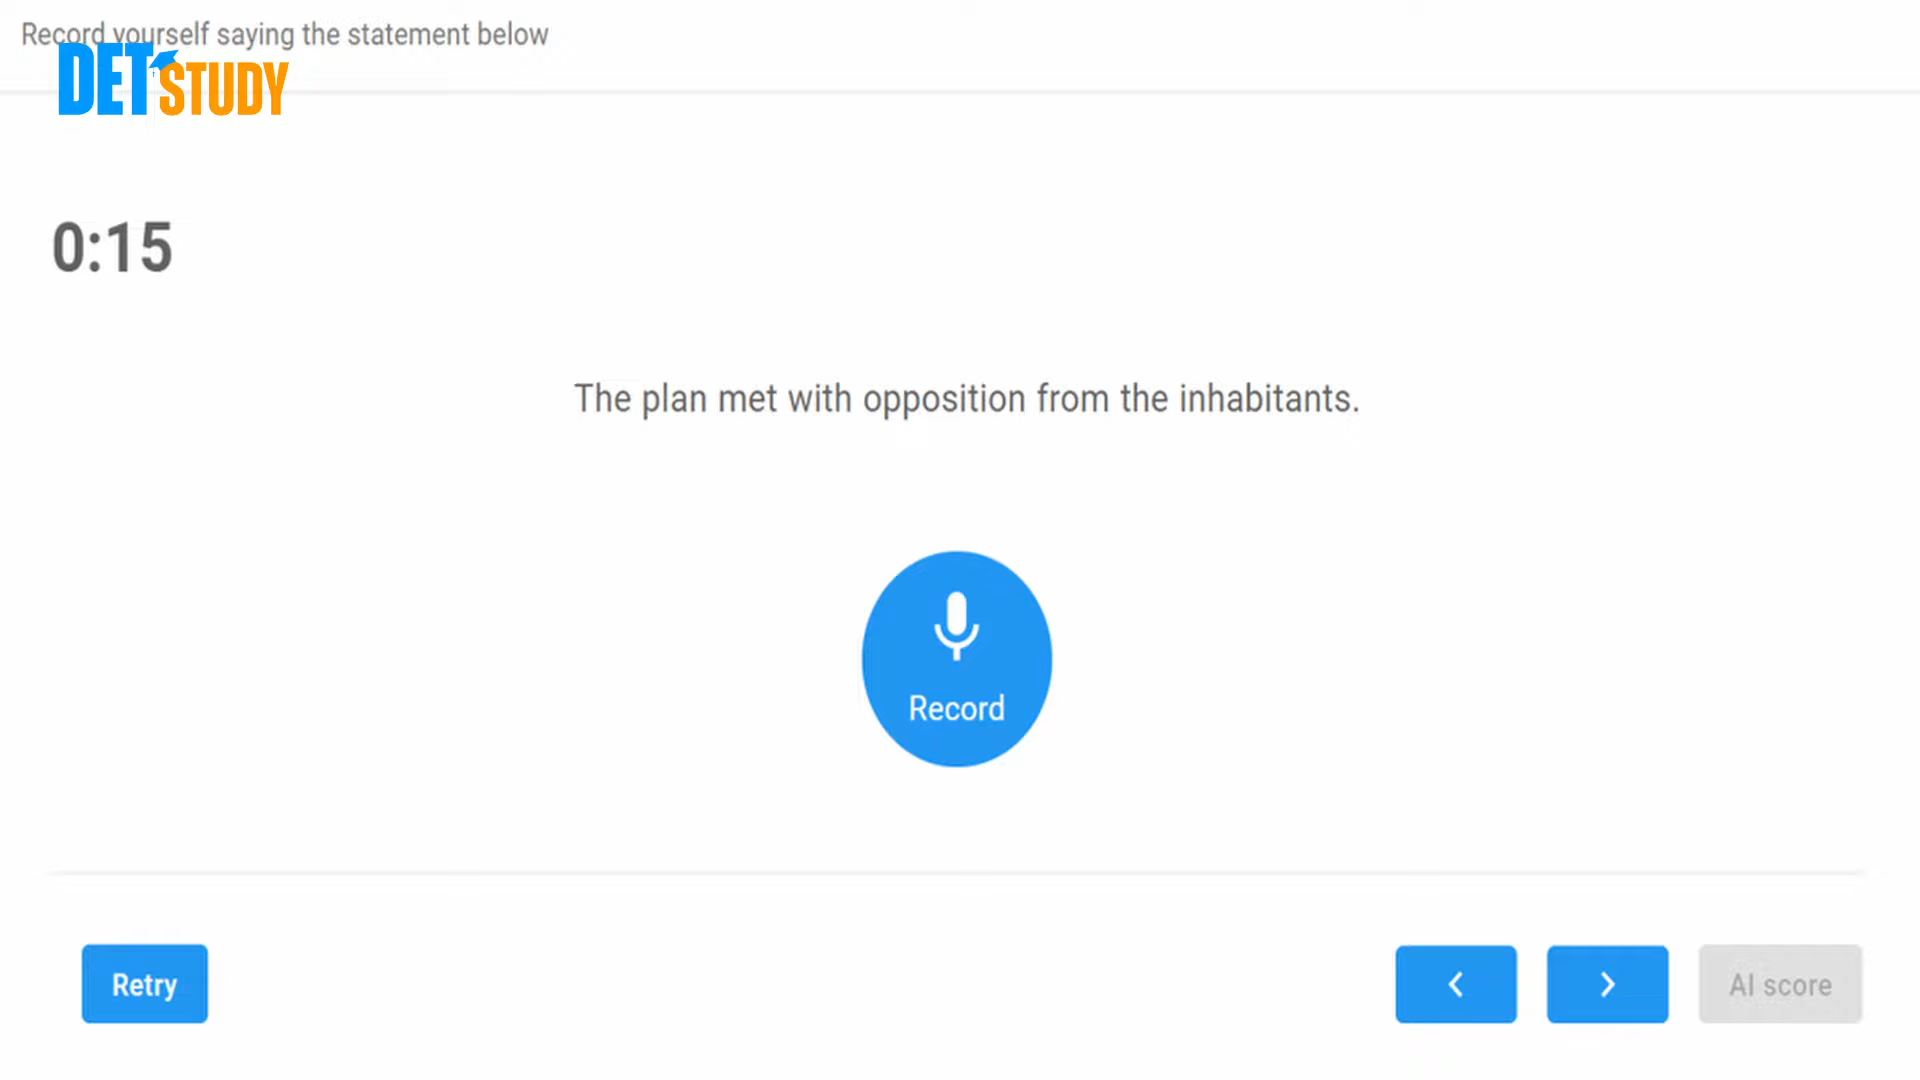 Record yourself saying the statement below
DET STUDY
0:15
The plan met with opposition from the inhabitants.
Record
Retry
AI score